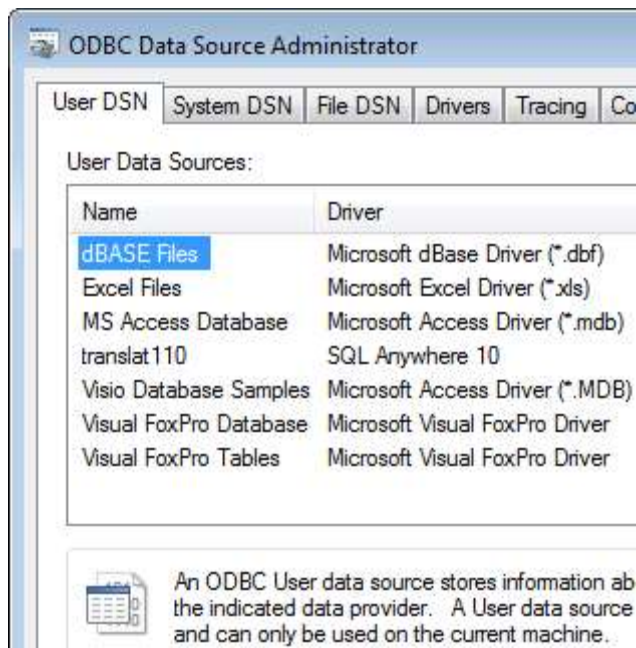 ODBC Data Source Administrator
User DSN System DSN File DSN Drivers Tracing Co
User Data Sources:
Name Driver
dBASE Files Microsoft dBase Driver (*.dbf)
Excel Files Microsoft Excel Driver (*.xls)
MS Access Database Microsoft Access Driver (*.mdb)
translat110 SQL Anywhere 10
Visio Database Samples Microsoft Access Driver (*.MDB)
Visual FoxPro Database Microsoft Visual FoxPro Driver
Visual FoxPro Tables Microsoft Visual FoxPro Driver
An ODBC User data source stores information ab
the indicated data provider. A User data source
and can only be used on the current machine.